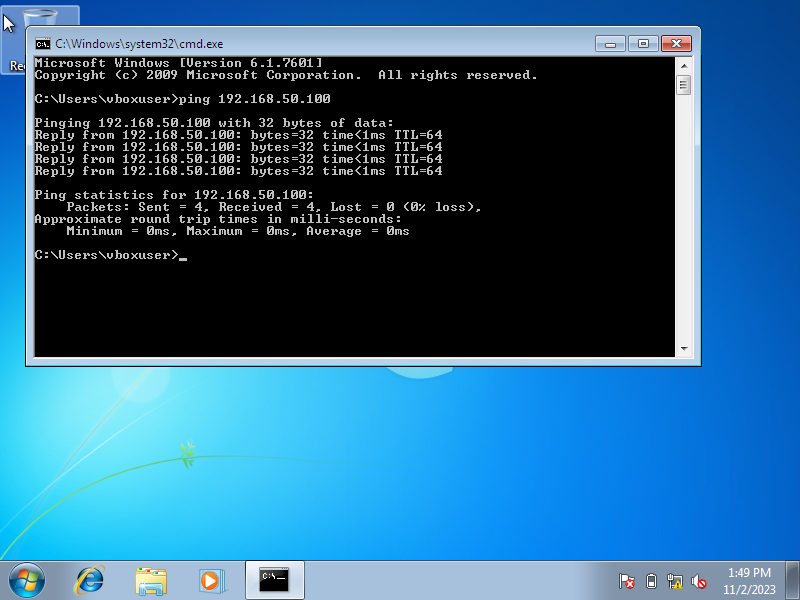 Rec
C:\Windows\system32\cmd.exe
Microsoft Windows [Version 6.1.7601]
Copyright (c) 2009 Microsoft Corporation.  All rights reserved.
C:\Users\vboxuser>ping 192.168.50.100
Pinging 192.168.50.100 with 32 bytes of data:
Reply from 192.168.50.100: bytes=32 time<1ms TTL=64
Reply from 192.168.50.100: bytes=32 time<1ms TTL=64
Reply from 192.168.50.100: bytes=32 time<1ms TTL=64
Reply from 192.168.50.100: bytes=32 time<1ms TTL=64
Ping statistics for 192.168.50.100:
    Packets: Sent = 4, Received = 4, Lost = 0 (0% loss),
Approximate round trip times in milli-seconds:
    Minimum = 0ms, Maximum = 0ms, Average = 0ms
C:\Users\vboxuser>_
C:\_
1:49 PM
11/2/2023